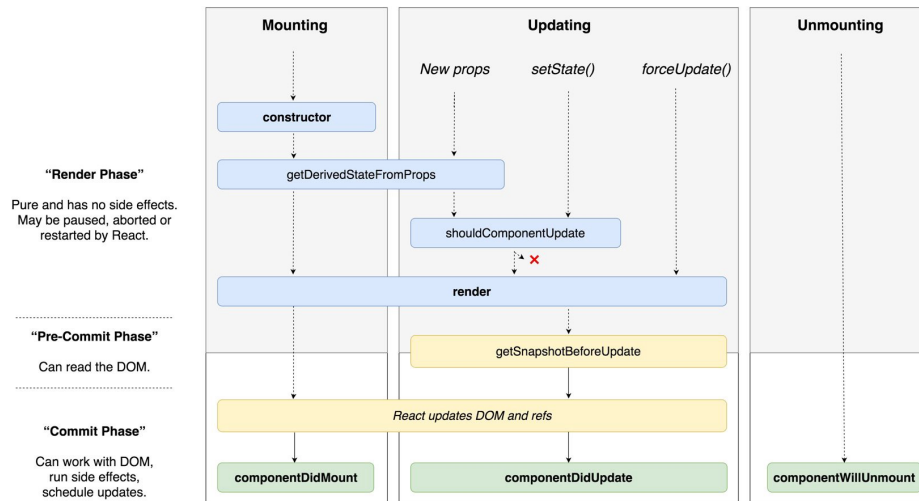 Mounting
Updating
Unmounting
New props
setState()
forceUpdate()
constructor
“Render Phase”
getDerivedStateFromProps
Pure and has no side effects.
May be paused, aborted or
restarted by React.
shouldComponentUpdate
render
“Pre-Commit Phase”
getSnapshotBeforeUpdate
Can read the DOM.
React updates DOM and refs
“Commit Phase”
Can work with DOM,
run side effects,
schedule updates.
componentDidMount
componentDidUpdate
componentWillUnmount